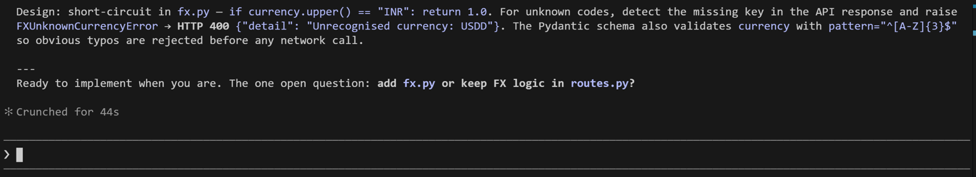 Design: short-circuit in fx.py — if currency.upper() == "INR": return 1.0. For unknown codes, detect the missing key in the API response and raise
FXUnknownCurrencyError → HTTP 400 {"detail": "Unrecognised currency: USDD"}. The Pydantic schema also validates currency with pattern="^[A-Z]{3}$"
so obvious typos are rejected before any network call.
---
Ready to implement when you are. The one open question: add fx.py or keep FX logic in routes.py?
✻ Crunched for 44s
❯